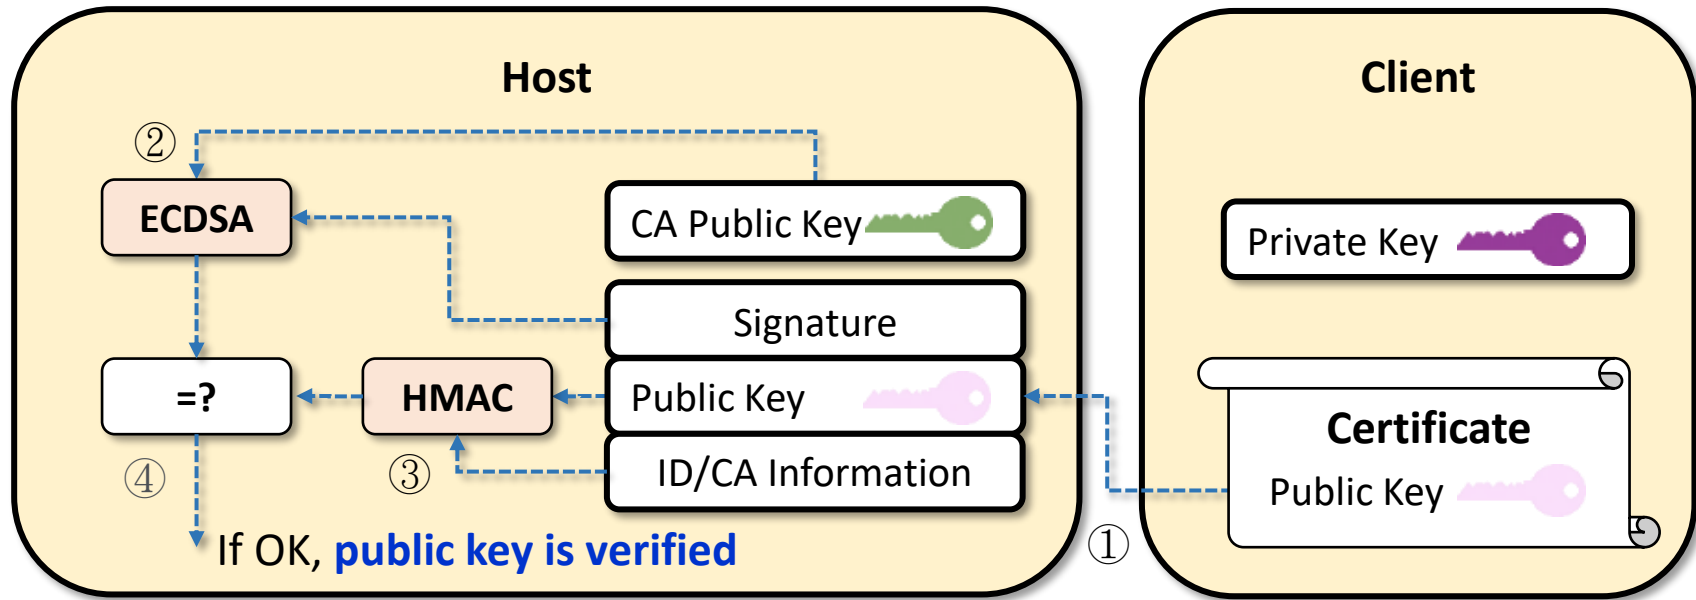 Host
②
ECDSA
CA Public Key
Signature
=?
HMAC
Public Key
④
③
ID/CA Information
If OK, public key is verified
①
Client
Private Key
Certificate
Public Key